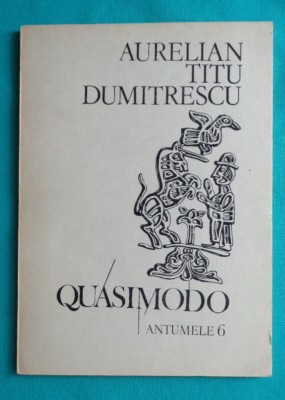 AURELIAN
TITU
DUMITRESCU
QUASIMODO
ANTUMELE 6